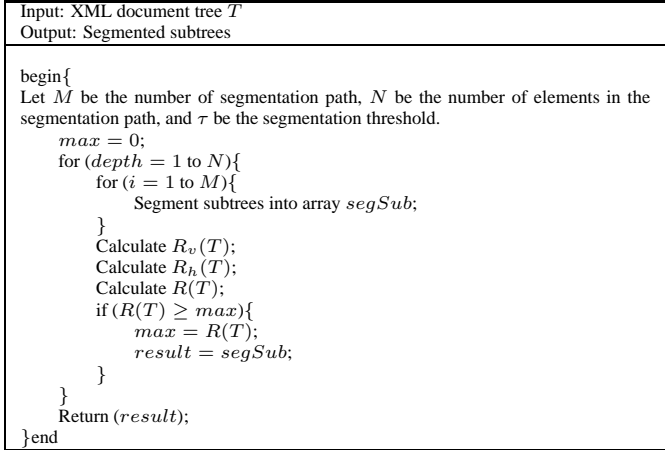 Input: XML document tree T
Output: Segmented subtrees
begin{
Let M be the number of segmentation path, N be the number of elements in the
segmentation path, and τ be the segmentation threshold.
max = 0;
for (depth = 1 to N){
for (i = 1 to M){
Segment subtrees into array segSub;
}
Calculate R_v(T);
Calculate R_h(T);
Calculate R(T);
if (R(T) ≥ max){
max = R(T);
result = segSub;
}
}
Return (result);
}end